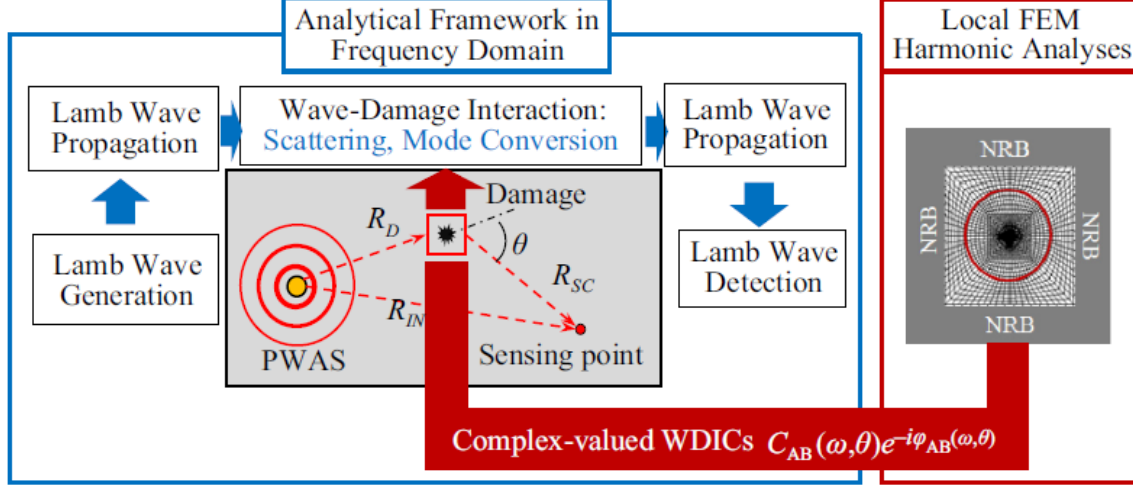 Analytical Framework in
Frequency Domain
Local FEM
Harmonic Analyses
Lamb Wave
Propagation
Wave-Damage Interaction:
Scattering, Mode Conversion
Lamb Wave
Propagation
Lamb Wave
Generation
Lamb Wave
Detection
Damage
R_D
θ
R_SC
R_IN
PWAS
Sensing point
NRB
NRB
NRB
NRB
Complex-valued WDICs C_AB(ω,θ)e^−iφ_AB(ω,θ)